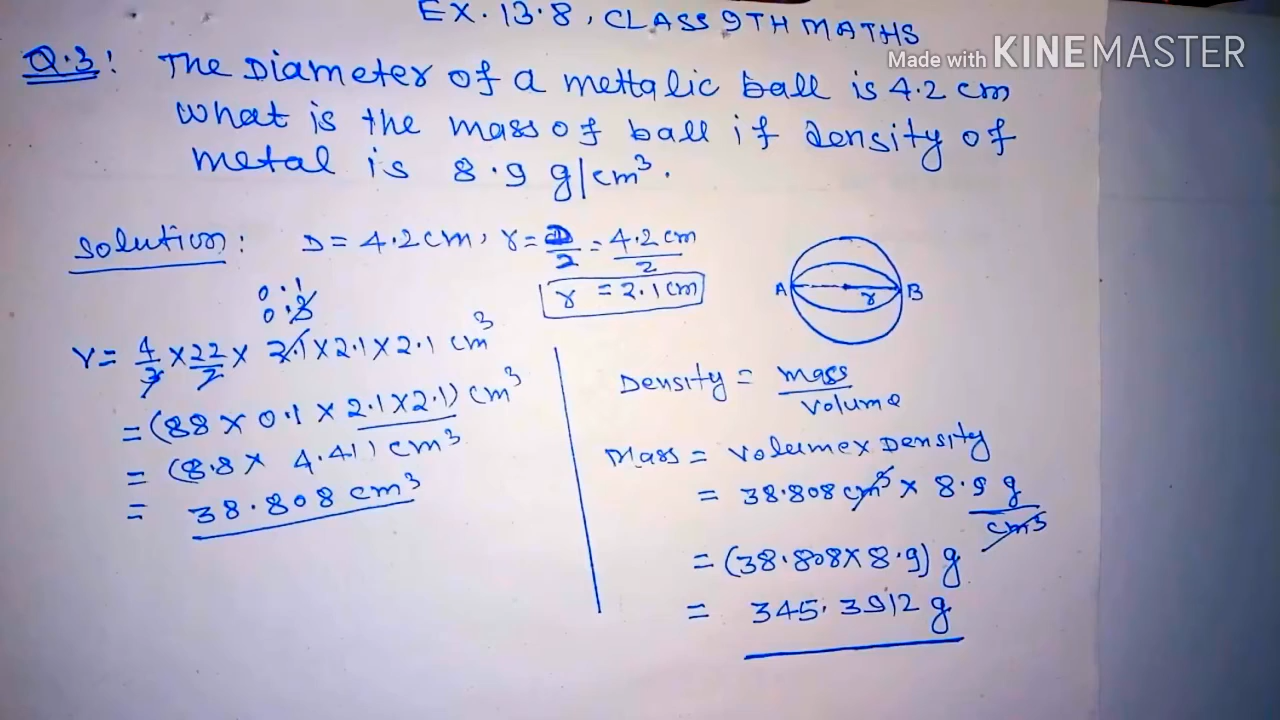 EX. 13.8, CLASS 9TH MATHS
Made with KINEMASTER
Q.3! The Diameter of a mettalic ball is 4.2 cm
what is the mass of ball if density of
metal is 8.9 g/cm³.
Solution: D = 4.2cm, r = D/2 = 4.2 cm/2
r = 2.1cm
A r B
0.1
V = 4/3 × 22/7 × 2.1 × 2.1 × 2.1 cm³
= (88 × 0.1 × 2.1 × 2.1) cm³
= (8.8 × 4.41) cm³
= 38.808 cm³
Density = mass/volume
Mass = Volume × Density
= 38.808 cm³ × 8.9 g/cm³
= (38.808 × 8.9) g
= 345.3912 g